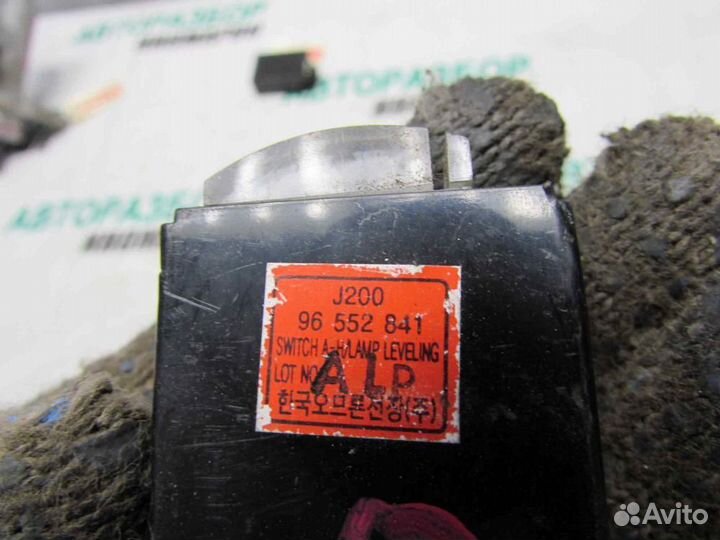 АВТОРАЗБОР
АВТОРАЗБОР
АВТОРАЗБОР
J200
96 552 841
SWITCH A-H/LAMP LEVELING
LOT NO
ALD
한국오므론전장(주)
Avito